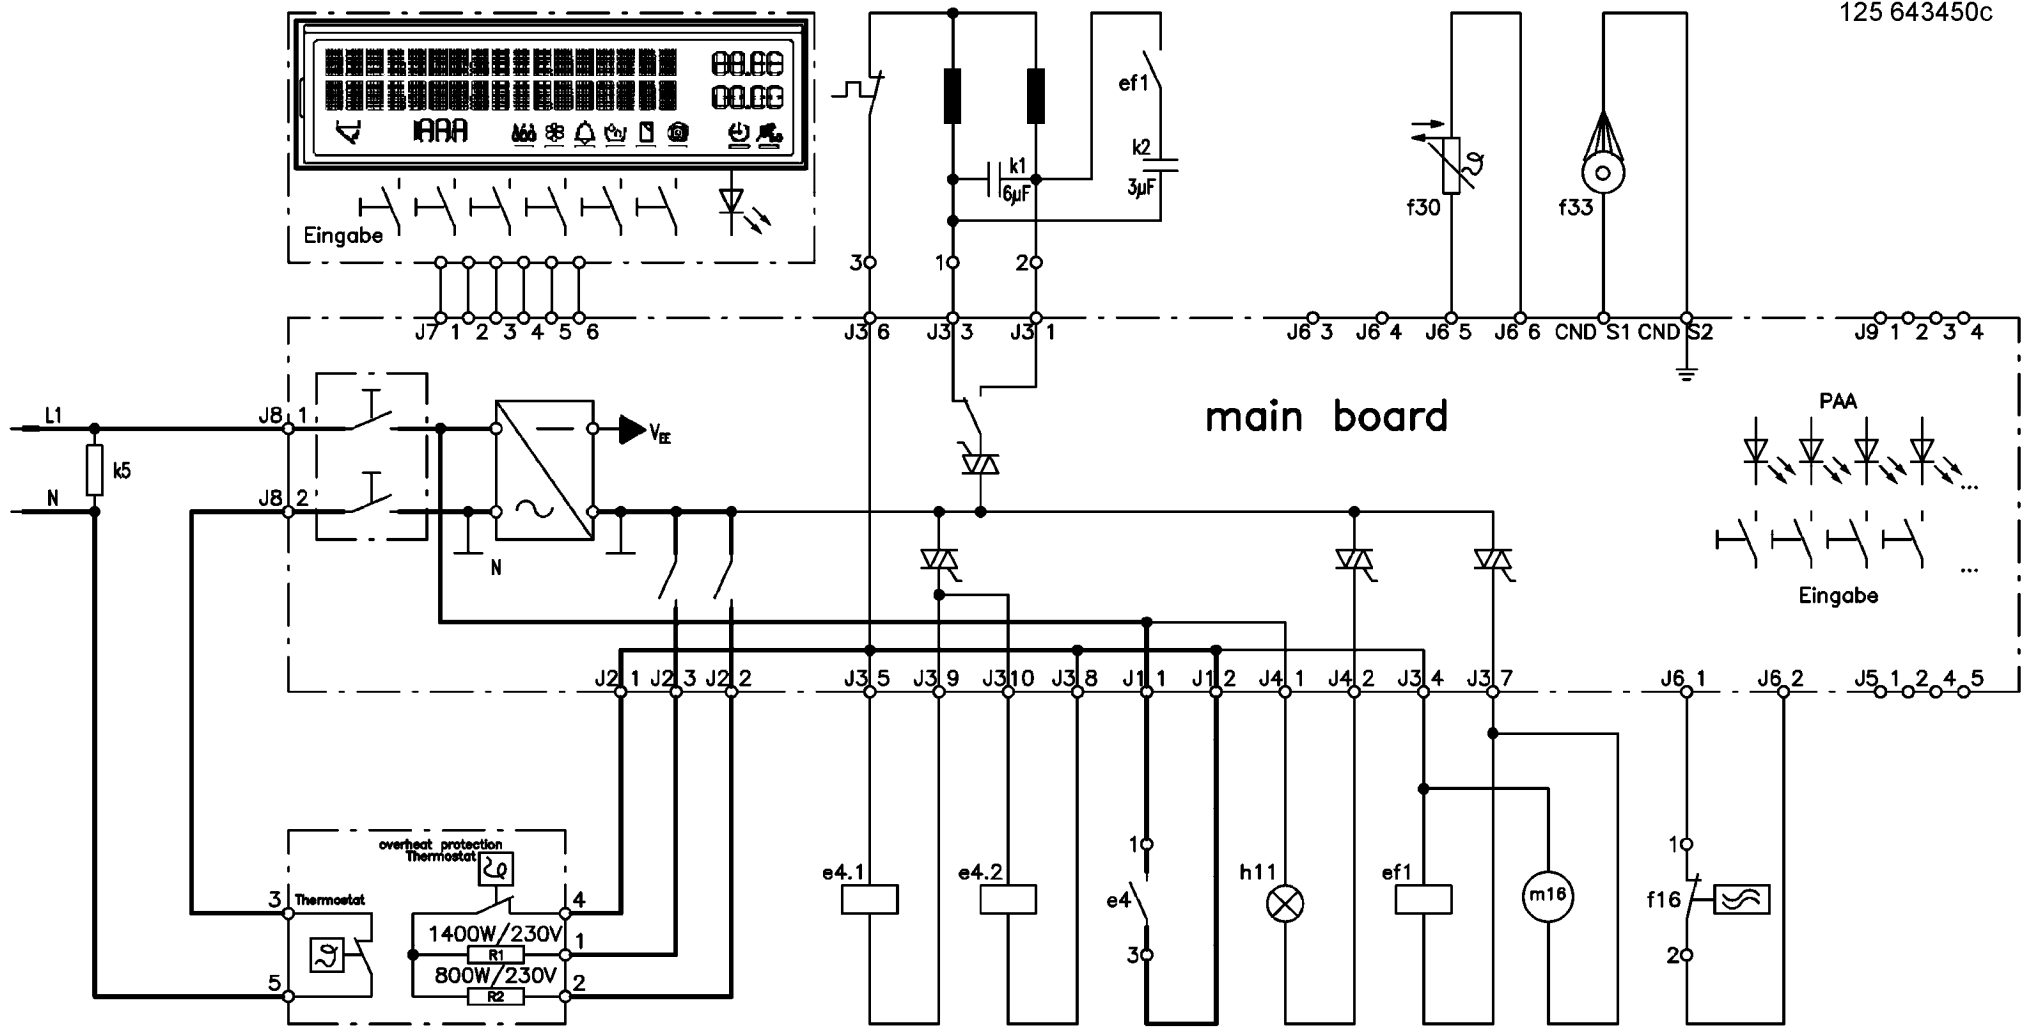 125 643450c
ef1
k1
6µF
k2
3µF
f30
f33
Eingabe
3 1 2
J7 1 2 3 4 5 6
J3 6 J3 3 J3 1
J6 3 J6 4 J6 5 J6 6 CND S1 CND S2
J9 1 2 3 4
L1
J8 1
VEE
main board
PAA
k5
N
J8 2
N
...
...
Eingabe
J2 1 J2 3 J2 2
J3 5 J3 9 J3 10 J3 8 J1 1 J1 2 J4 1 J4 2 J3 4 J3 7
J6 1 J6 2
J5 1 2 4 5
overheat protection
Thermostat
3 Thermostat 4
1400W/230V 1
R1
800W/230V
5 R2 2
e4.1
e4.2
1
e4
3
h11
ef1
m16
1
f16
2